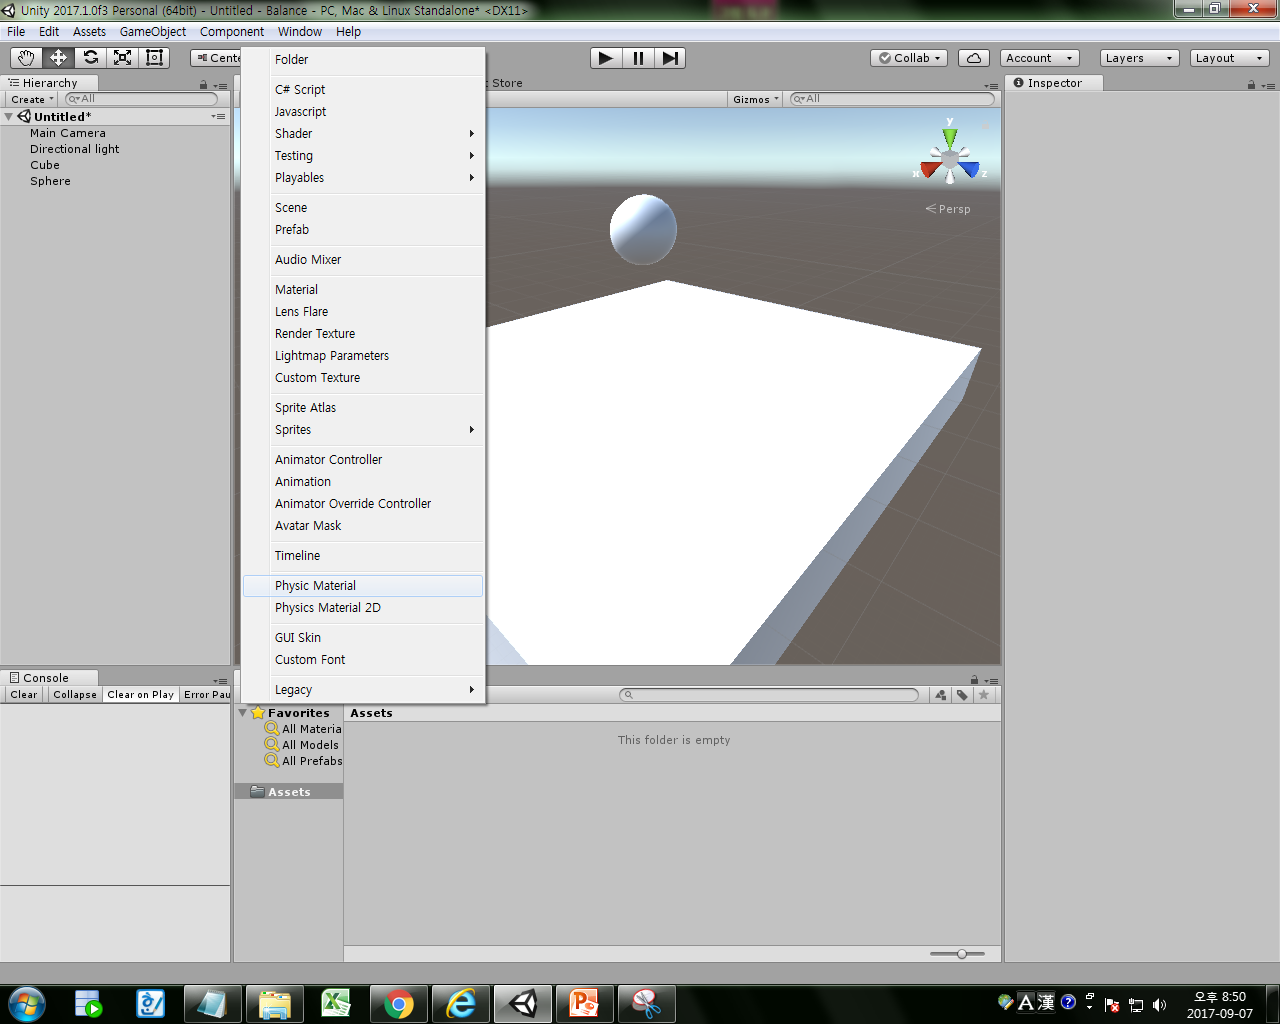 Unity 2017.1.0f3 Personal (64bit) - Untitled - Balance - PC, Mac & Linux Standalone* <DX11>
File Edit Assets GameObject Component Window Help
Cente
Collab
Account
Layers
Layout
Hierarchy
Create
All
Untitled*
Main Camera
Directional light
Cube
Sphere
Folder
C# Script
Javascript
Shader
Testing
Playables
Scene
Prefab
Audio Mixer
Material
Lens Flare
Render Texture
Lightmap Parameters
Custom Texture
Sprite Atlas
Sprites
Animator Controller
Animation
Animator Override Controller
Avatar Mask
Timeline
Physic Material
Physics Material 2D
GUI Skin
Custom Font
Legacy
t Store
Gizmos
All
y
x
z
Persp
Inspector
Console
Clear Collapse Clear on Play Error Pau
Favorites
All Materia
All Models
All Prefabs
Assets
Assets
This folder is empty
A 漢
오후 8:50
2017-09-07